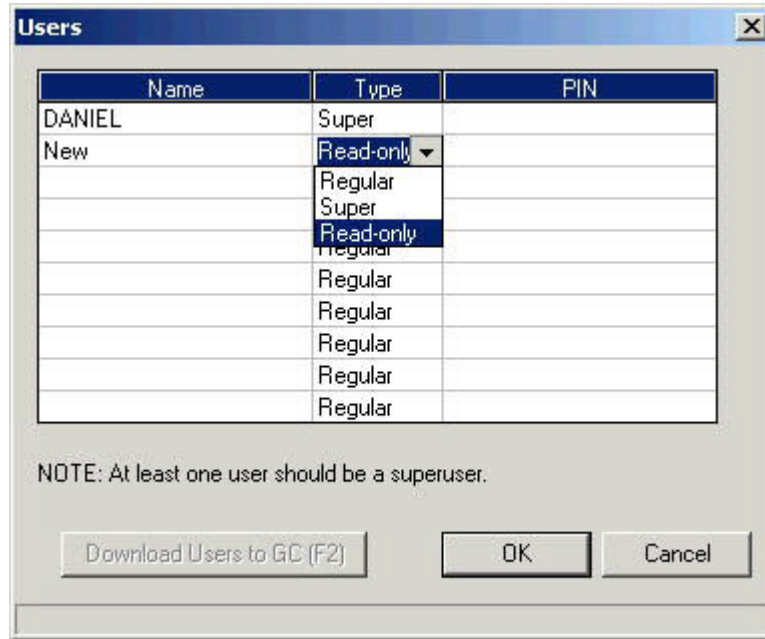 Users
Name Type PIN
DANIEL Super
New Read-only
Regular
Super
Read-only
Regular
Regular
Regular
Regular
Regular
Regular
NOTE: At least one user should be a superuser.
Download Users to GC (F2) OK Cancel